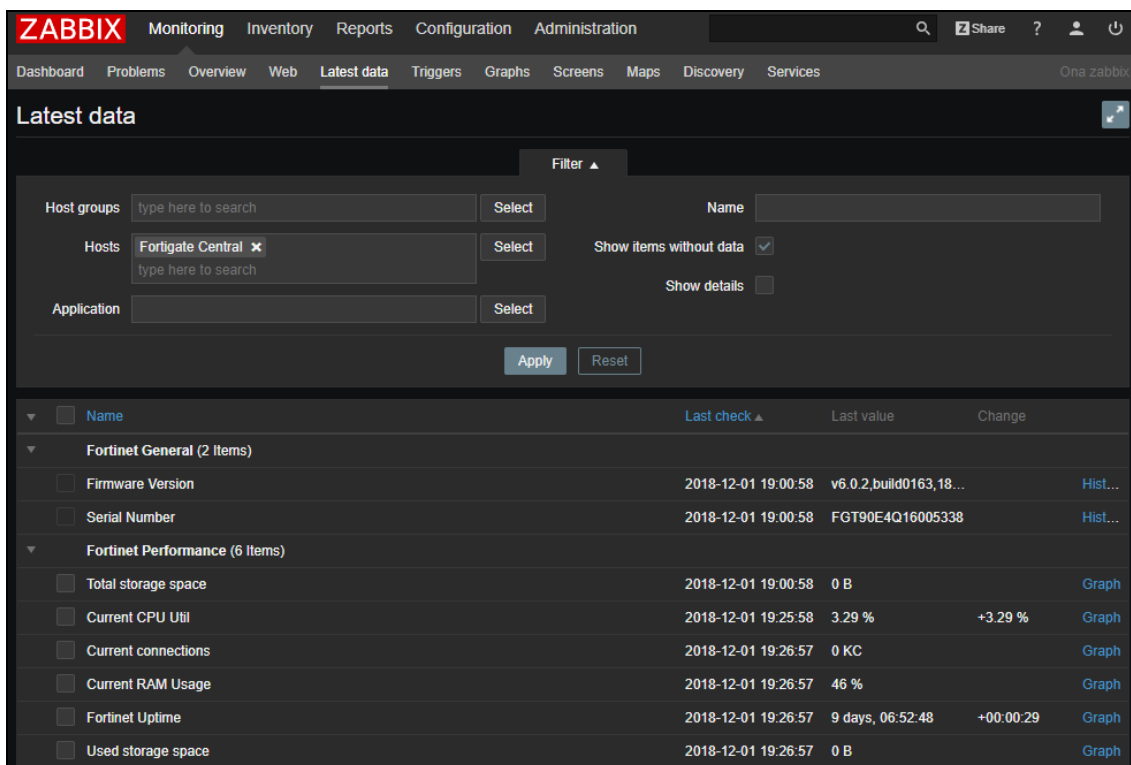 ZABBIX Monitoring Inventory Reports Configuration Administration Z Share ?
Dashboard Problems Overview Web Latest data Triggers Graphs Screens Maps Discovery Services Ona zabbix
Latest data
Filter ▲
Host groups type here to search Select Name
Hosts Fortigate Central × Select Show items without data
type here to search
Show details
Application Select
Apply Reset
Name Last check ▲ Last value Change
Fortinet General (2 Items)
Firmware Version 2018-12-01 19:00:58 v6.0.2,build0163,18... Hist...
Serial Number 2018-12-01 19:00:58 FGT90E4Q16005338 Hist...
Fortinet Performance (6 Items)
Total storage space 2018-12-01 19:00:58 0 B Graph
Current CPU Util 2018-12-01 19:25:58 3.29 % +3.29 % Graph
Current connections 2018-12-01 19:26:57 0 KC Graph
Current RAM Usage 2018-12-01 19:26:57 46 % Graph
Fortinet Uptime 2018-12-01 19:26:57 9 days, 06:52:48 +00:00:29 Graph
Used storage space 2018-12-01 19:26:57 0 B Graph